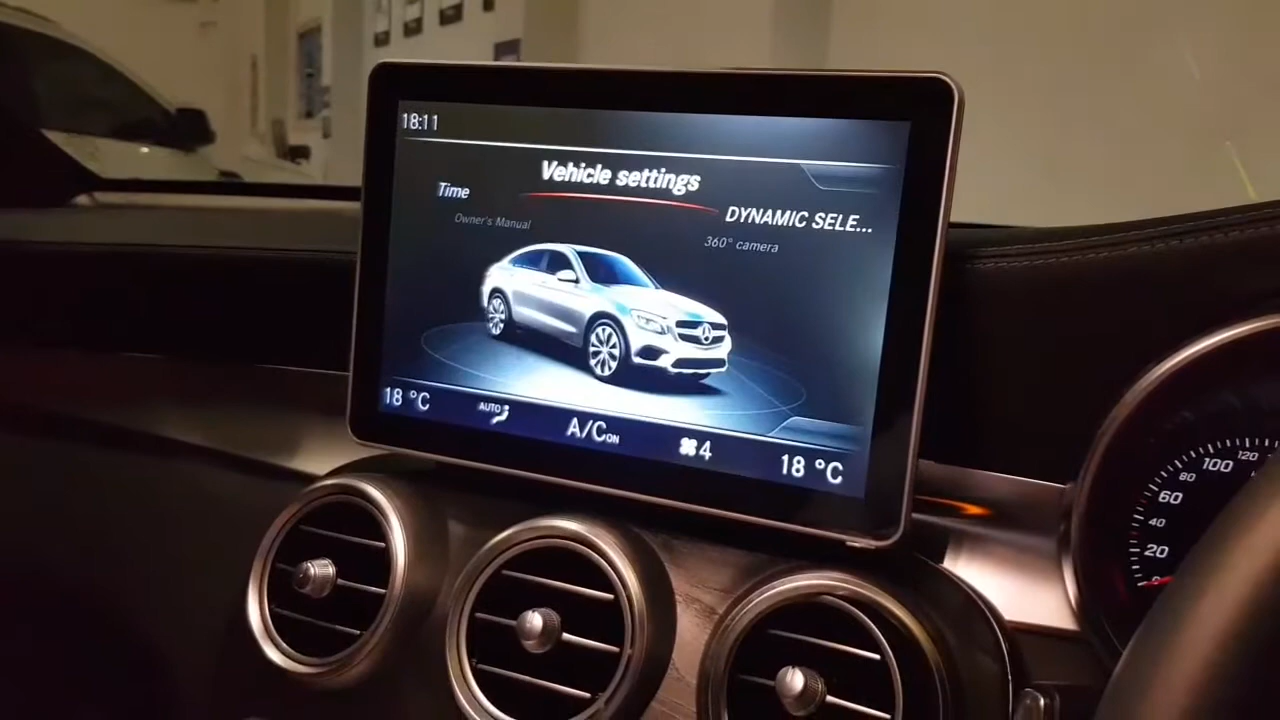 18:11
Vehicle settings
Time
DYNAMIC SELE...
Owner's Manual
360° camera
18 °C
AUTO
A/C ON
4
18 °C
120
100
80
60
40
20
0